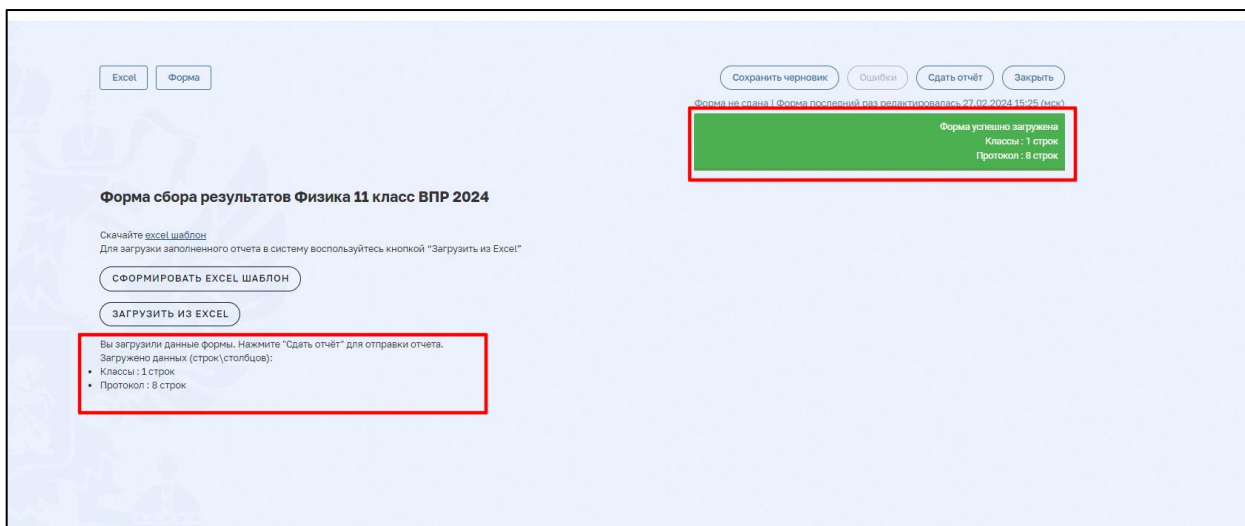 Excel Форма
Сохранить черновик Ошибки Сдать отчёт Закрыть
Форма не сдана | Форма последний раз редактировалась 27.02.2024 15:25 (мск)
Форма успешно загружена
Классы : 1 строк
Протокол : 8 строк
Форма сбора результатов Физика 11 класс ВПР 2024
Скачайте excel шаблон
Для загрузки заполненного отчета в систему воспользуйтесь кнопкой “Загрузить из Excel”
СФОРМИРОВАТЬ EXCEL ШАБЛОН
ЗАГРУЗИТЬ ИЗ EXCEL
Вы загрузили данные формы. Нажмите "Сдать отчёт" для отправки отчета.
Загружено данных (строк\столбцов):
Классы : 1 строк
Протокол : 8 строк